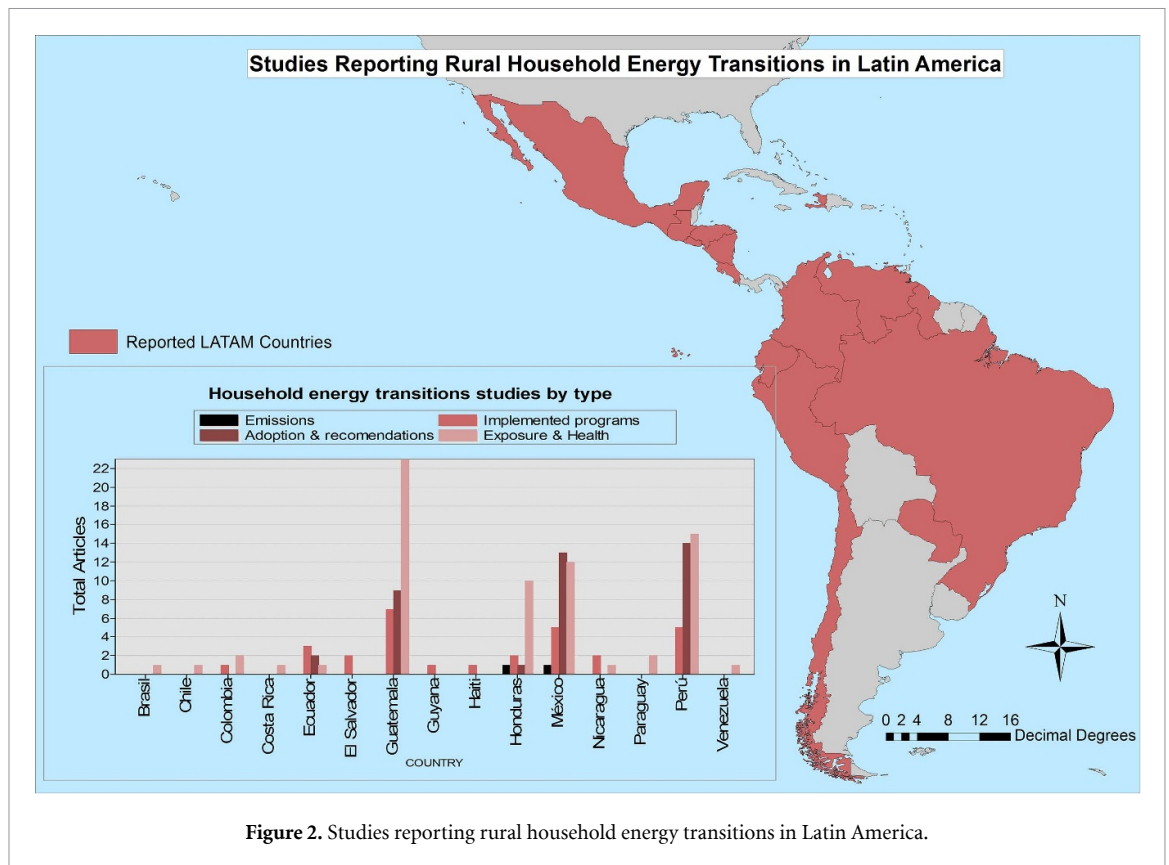 Studies Reporting Rural Household Energy Transitions in Latin America
Reported LATAM Countries
Household energy transitions studies by type
Emissions
Implemented programs
Adoption & recomendations
Exposure & Health
Total Articles
22
20
18
16
14
12
10
8
6
4
2
0
Brasil
Chile
Colombia
Costa Rica
Ecuador
El Salvador
Guatemala
Guyana
Haiti
Honduras
México
Nicaragua
Paraguay
Perú
Venezuela
COUNTRY
N
0 2 4 8 12 16
Decimal Degrees
Figure 2. Studies reporting rural household energy transitions in Latin America.